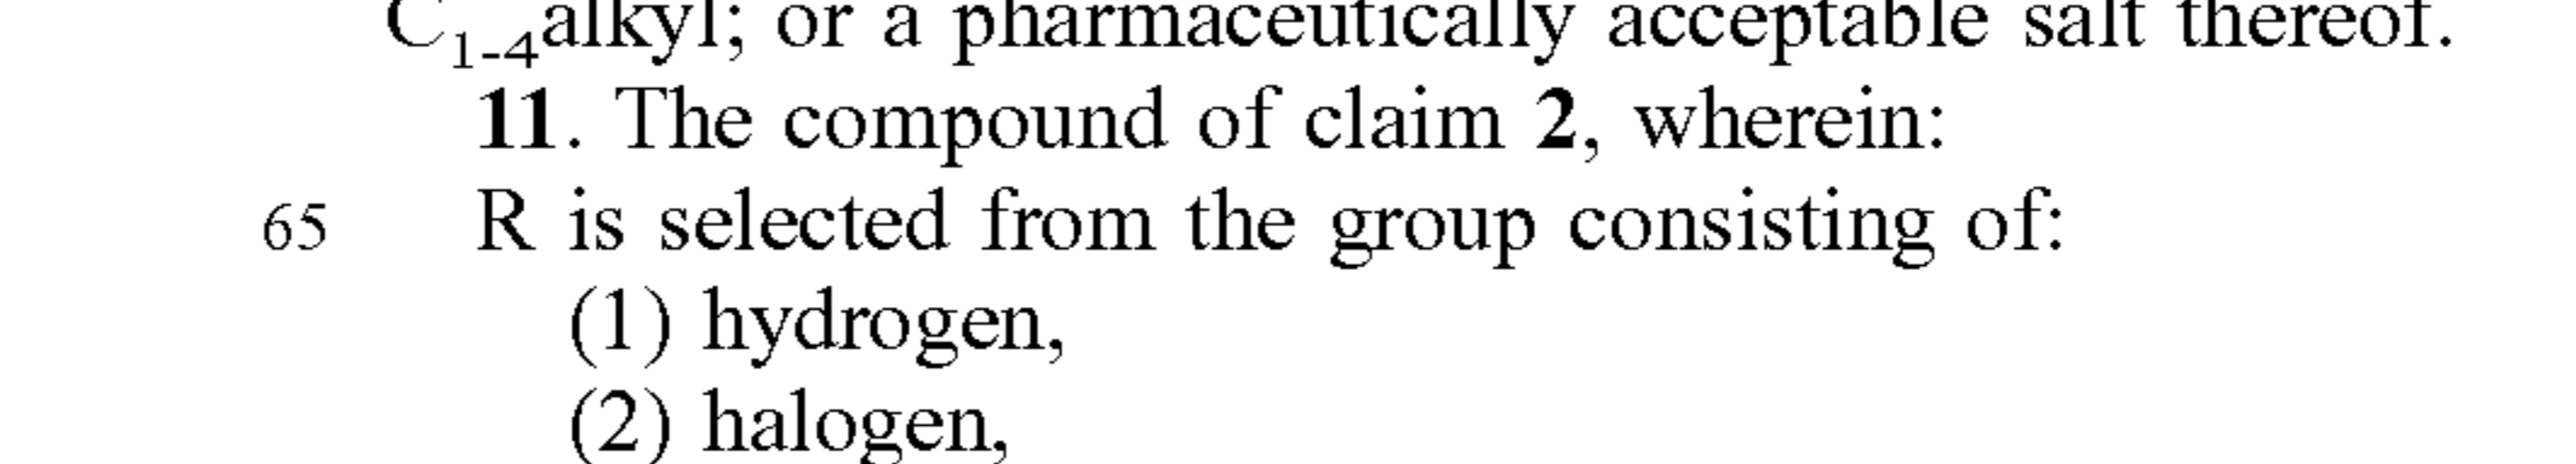 C1-4alkyl; or a pharmaceutically acceptable salt thereof.
11. The compound of claim 2, wherein:
65 R is selected from the group consisting of:
(1) hydrogen,
(2) halogen,